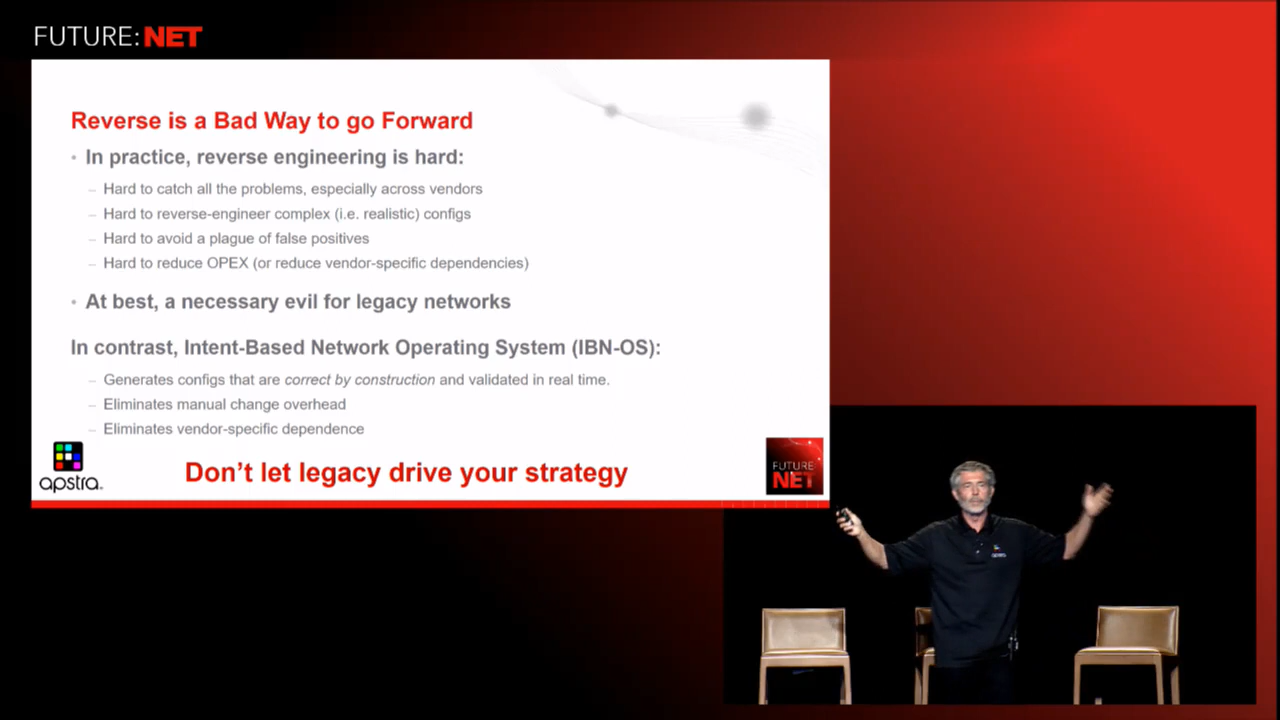 FUTURE:NET
Reverse is a Bad Way to go Forward
• In practice, reverse engineering is hard:
– Hard to catch all the problems, especially across vendors
– Hard to reverse-engineer complex (i.e. realistic) configs
– Hard to avoid a plague of false positives
– Hard to reduce OPEX (or reduce vendor-specific dependencies)
• At best, a necessary evil for legacy networks
In contrast, Intent-Based Network Operating System (IBN-OS):
– Generates configs that are correct by construction and validated in real time.
– Eliminates manual change overhead
– Eliminates vendor-specific dependence
apstra.
Don’t let legacy drive your strategy
FUTURE:
NET